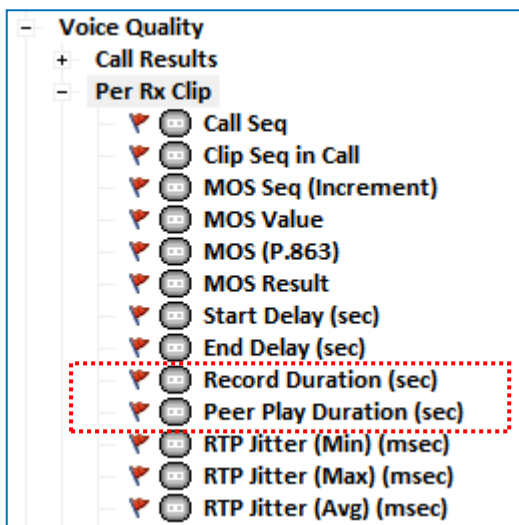 Voice Quality
Call Results
Per Rx Clip
Call Seq
Clip Seq in Call
MOS Seq (Increment)
MOS Value
MOS (P.863)
MOS Result
Start Delay (sec)
End Delay (sec)
Record Duration (sec)
Peer Play Duration (sec)
RTP Jitter (Min) (msec)
RTP Jitter (Max) (msec)
RTP Jitter (Avg) (msec)